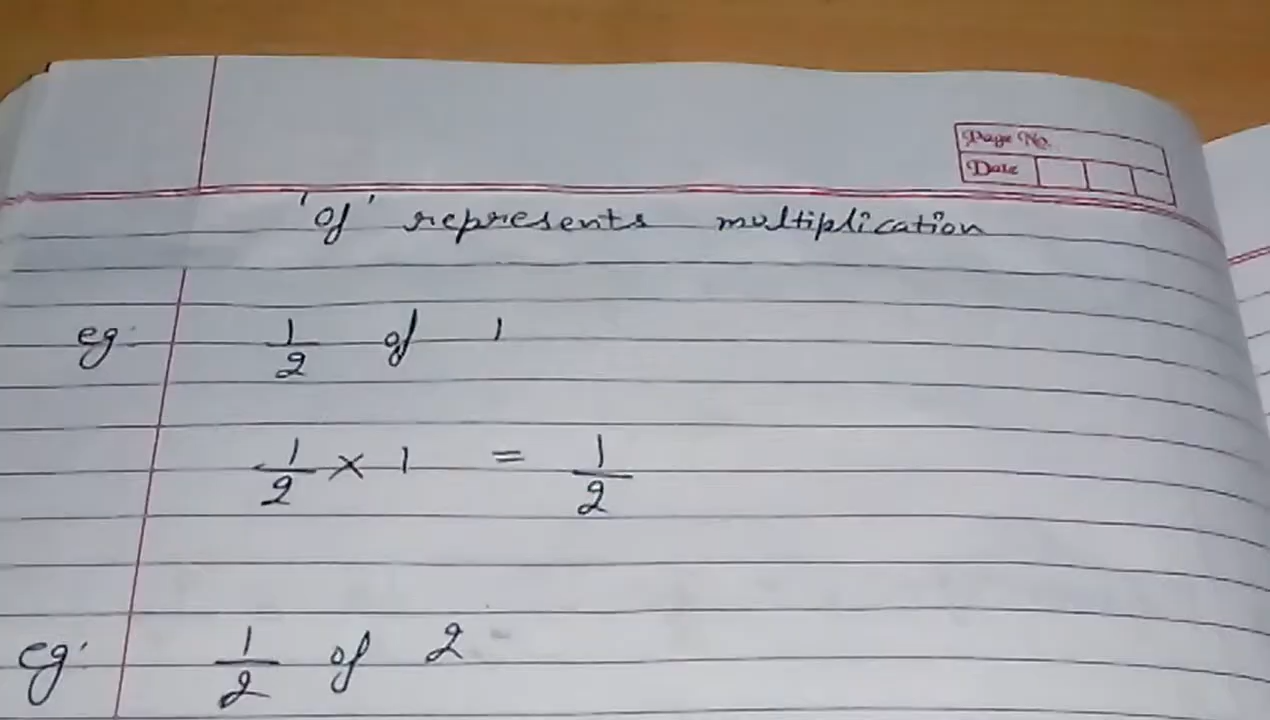 Page No.
Date
'of' represents multiplication
eg: 1/2 of 1
1/2 × 1 = 1/2
eg: 1/2 of 2